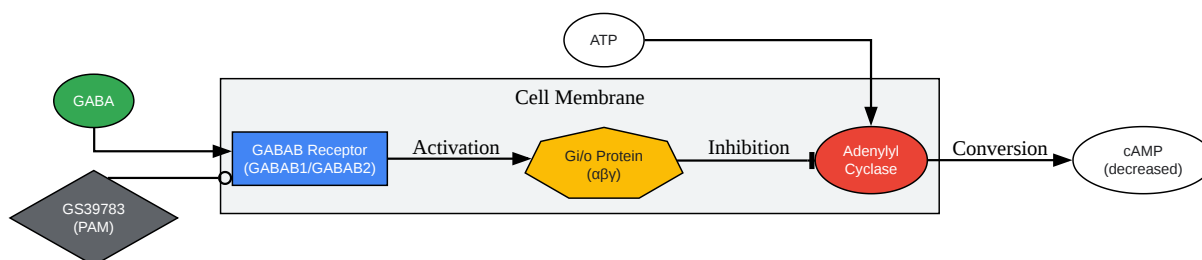 ATP
Cell Membrane
GABA
GABAB Receptor
(GABAB1/GABAB2)
Activation
Gi/o Protein
(αβγ)
Inhibition
Adenylyl
Cyclase
Conversion
cAMP
(decreased)
GS39783
(PAM)